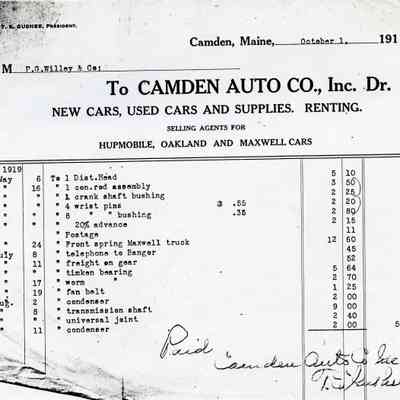 T. E. GUSHEE, PRESIDENT.
Camden, Maine, October 1, 191
M P.G.Willey & Co:
To CAMDEN AUTO CO., Inc. Dr.
NEW CARS, USED CARS AND SUPPLIES. RENTING.
SELLING AGENTS FOR
HUPMOBILE, OAKLAND AND MAXWELL CARS
1919
May 6 To 1 Dist.Head 5 10
" 16 " 1 con.rod assembly 3 50
" " " 1 crank shaft bushing 2 25
" " " 4 wrist pins @ .55 2 20
" " " 8 " " bushing .35 2 80
" " " 20% advance 2 15
" " " Postage 11
" 24 " Front spring Maxwell truck 12 60
July 8 " telephone to Bangor 45
" 11 " freight on gear
" " " timken bearing 5 64
" 17 " worm " 2 70
" 19 " fan belt 1 25
Aug. 2 " condenser 2 00
" 8 " transmission shaft 9 00
" " " universal joint 2 40
" 11 " condenser 2 00 5
Paid
Camden Auto Co Inc